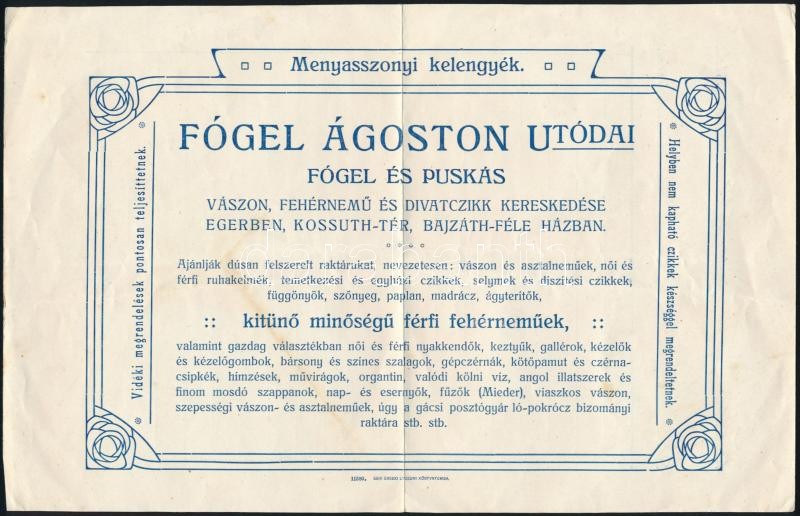 Menyasszonyi kelengyék.
FÓGEL ÁGOSTON UTÓDAI
FÓGEL ÉS PUSKÁS
VÁSZON, FEHÉRNEMŰ ÉS DIVATCZIKK KERESKEDÉSE
EGERBEN, KOSSUTH-TÉR, BAJZÁTH-FÉLE HÁZBAN.
Ajánlják dúsan felszerelt raktárukat, nevezetesen: vászon és asztalneműek, női és
férfi ruhakelmék, temetkezési és egyházi czikkek, selymek és diszitési czikkek,
függönyök, szőnyeg, paplan, madrácz, ágyteritők,
:: kitünő minőségű férfi fehérneműek, ::
valamint gazdag választékban női és férfi nyakkendők, keztyűk, gallérok, kézelők
és kézelőgombok, bársony és színes szalagok, gépczérnák, kötőpamut és czérna-
csipkék, hímzések, művirágok, organtin, valódi kölni viz, angol illatszerek és
finom mosdó szappanok, nap- és esernyők, fűzők (Mieder), viaszkos vászon,
szepességi vászon- és asztalneműek, úgy a gácsi posztógyár ló-pokrócz bizományi
raktára stb. stb.
* Vidéki megrendelések pontosan teljesíttetnek. *
* Helyben nem kapható czikkek készséggel megrendeltetnek. *
11589.